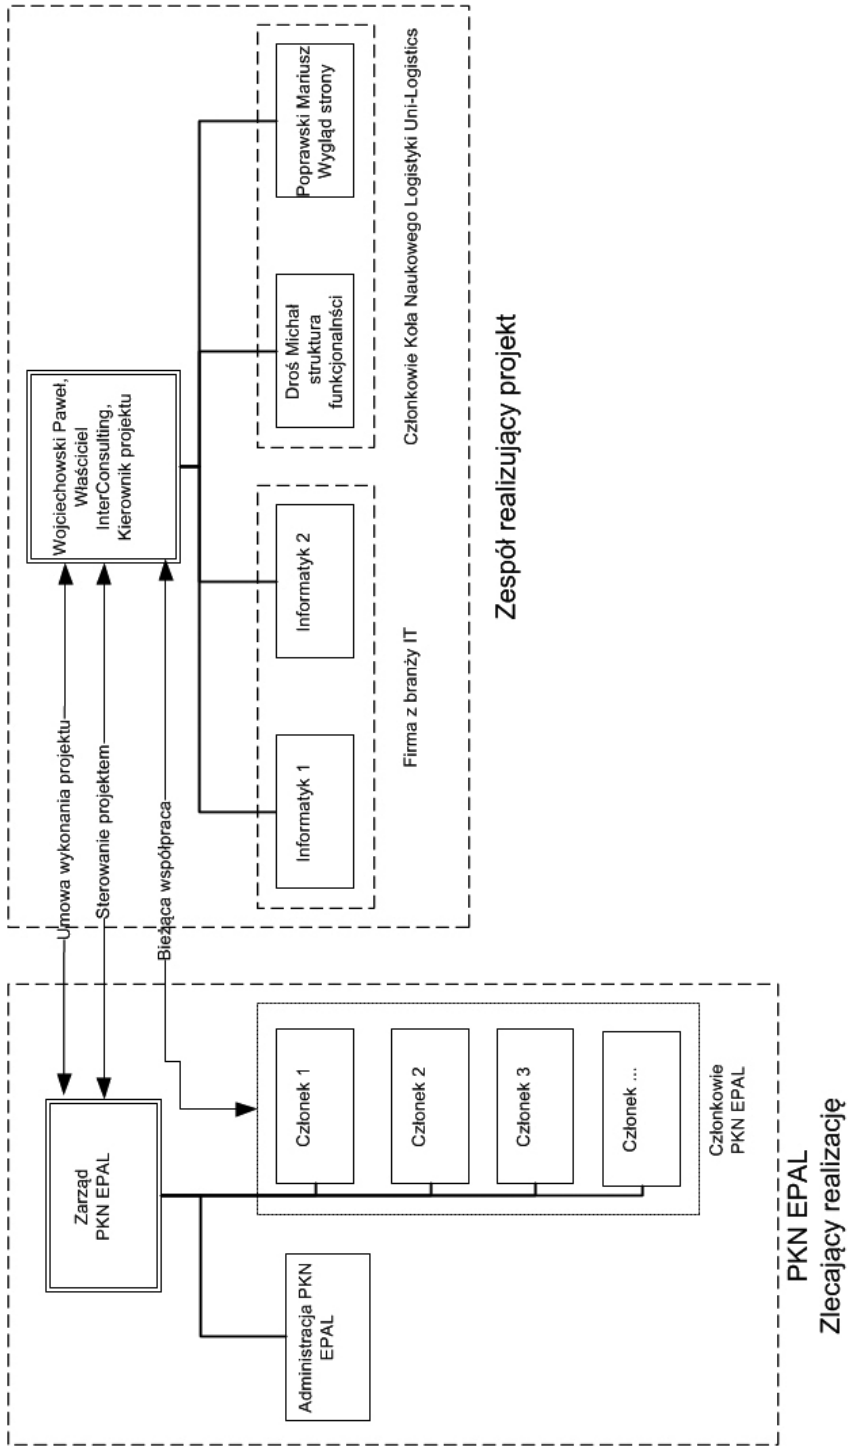 Zarząd
PKN EPAL
Administracja PKN
EPAL
Członek 1
Członek 2
Członek 3
Członek ...
Członkowie
PKN EPAL
PKN EPAL
Zlecający realizację
Umowa wykonania projektu
Sterowanie projektem
Bieżąca współpraca
Wojciechowski Paweł,
Właściciel
InterConsulting,
Kierownik projektu
Informatyk 1
Informatyk 2
Firma z branży IT
Droś Michał
struktura
funkcjonalnści
Poprawski Mariusz
Wygląd strony
Członkowie Koła Naukowego Logistyki Uni-Logistics
Zespół realizujący projekt